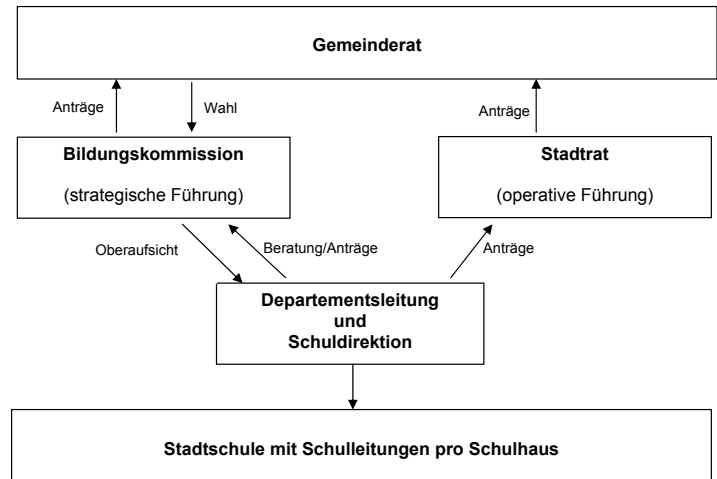 Gemeinderat
Anträge
Wahl
Anträge
Bildungskommission
(strategische Führung)
Stadtrat
(operative Führung)
Oberaufsicht
Beratung/Anträge
Anträge
Departementsleitung
und
Schuldirektion
Stadtschule mit Schulleitungen pro Schulhaus